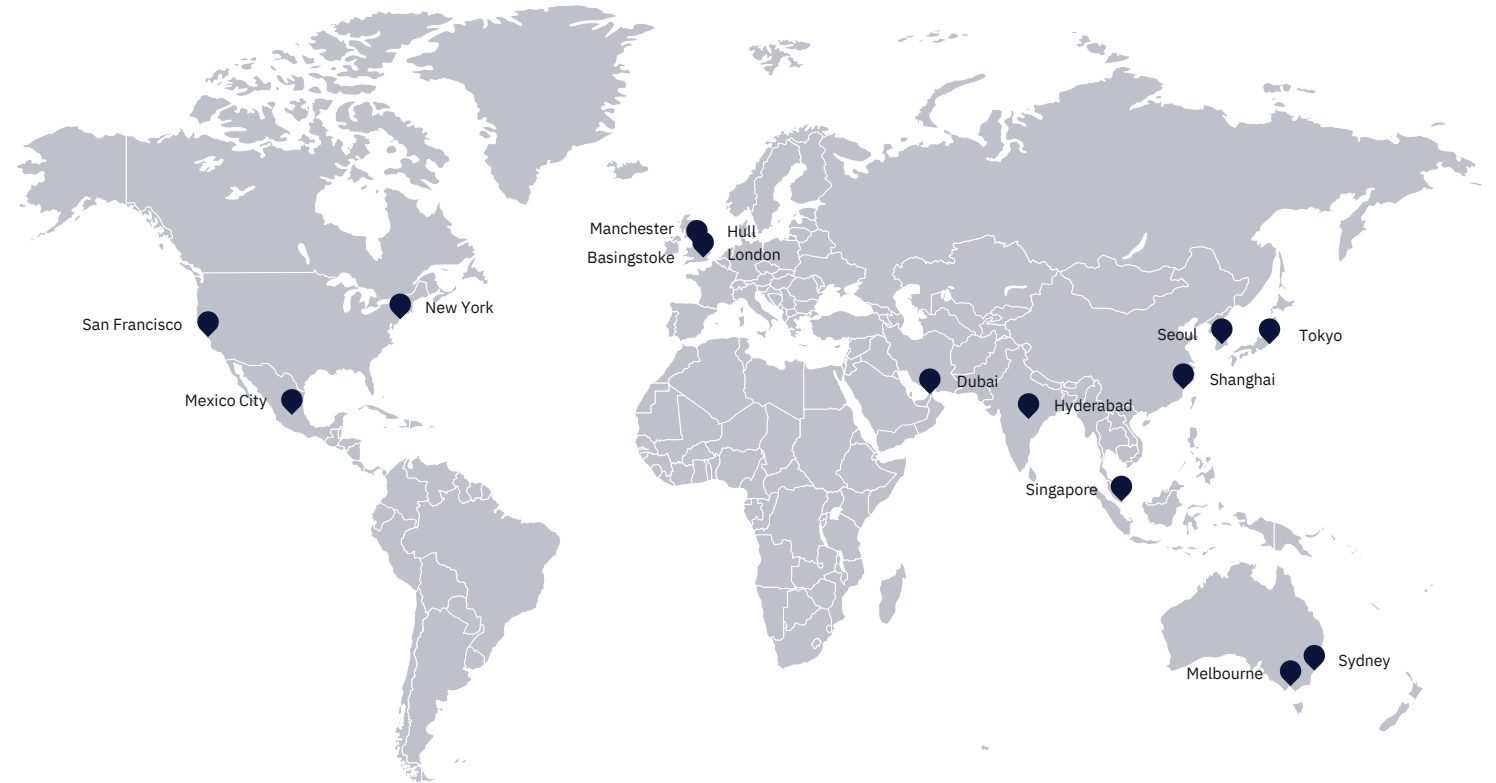 Manchester
Hull
Basingstoke
London
New York
San Francisco
Seoul
Tokyo
Dubai
Shanghai
Mexico City
Hyderabad
Singapore
Sydney
Melbourne